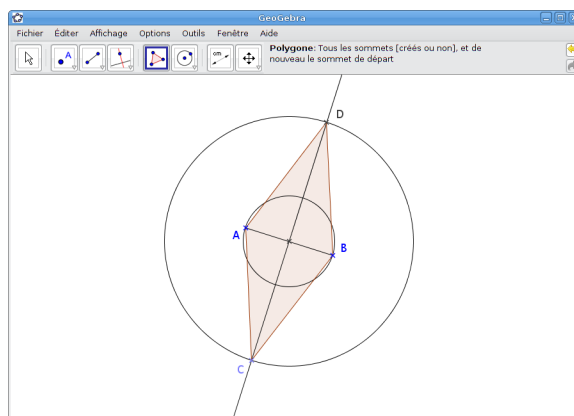 GeoGebra
Fichier Éditer Affichage Options Outils Fenêtre Aide
A
cm
Polygone: Tous les sommets [créés ou non], et de
nouveau le sommet de départ
D
A
B
C